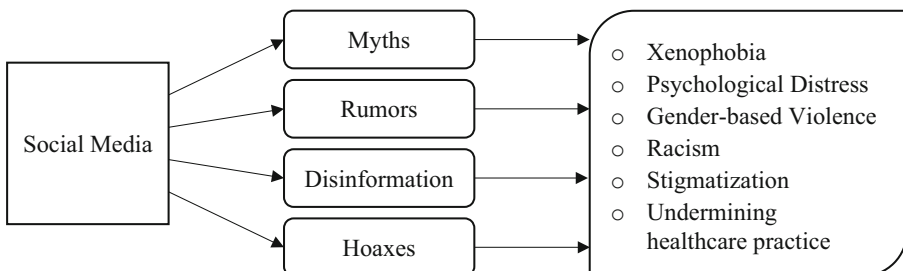 Social Media
Myths
Rumors
Disinformation
Hoaxes
○ Xenophobia
○ Psychological Distress
○ Gender-based Violence
○ Racism
○ Stigmatization
○ Undermining
healthcare practice